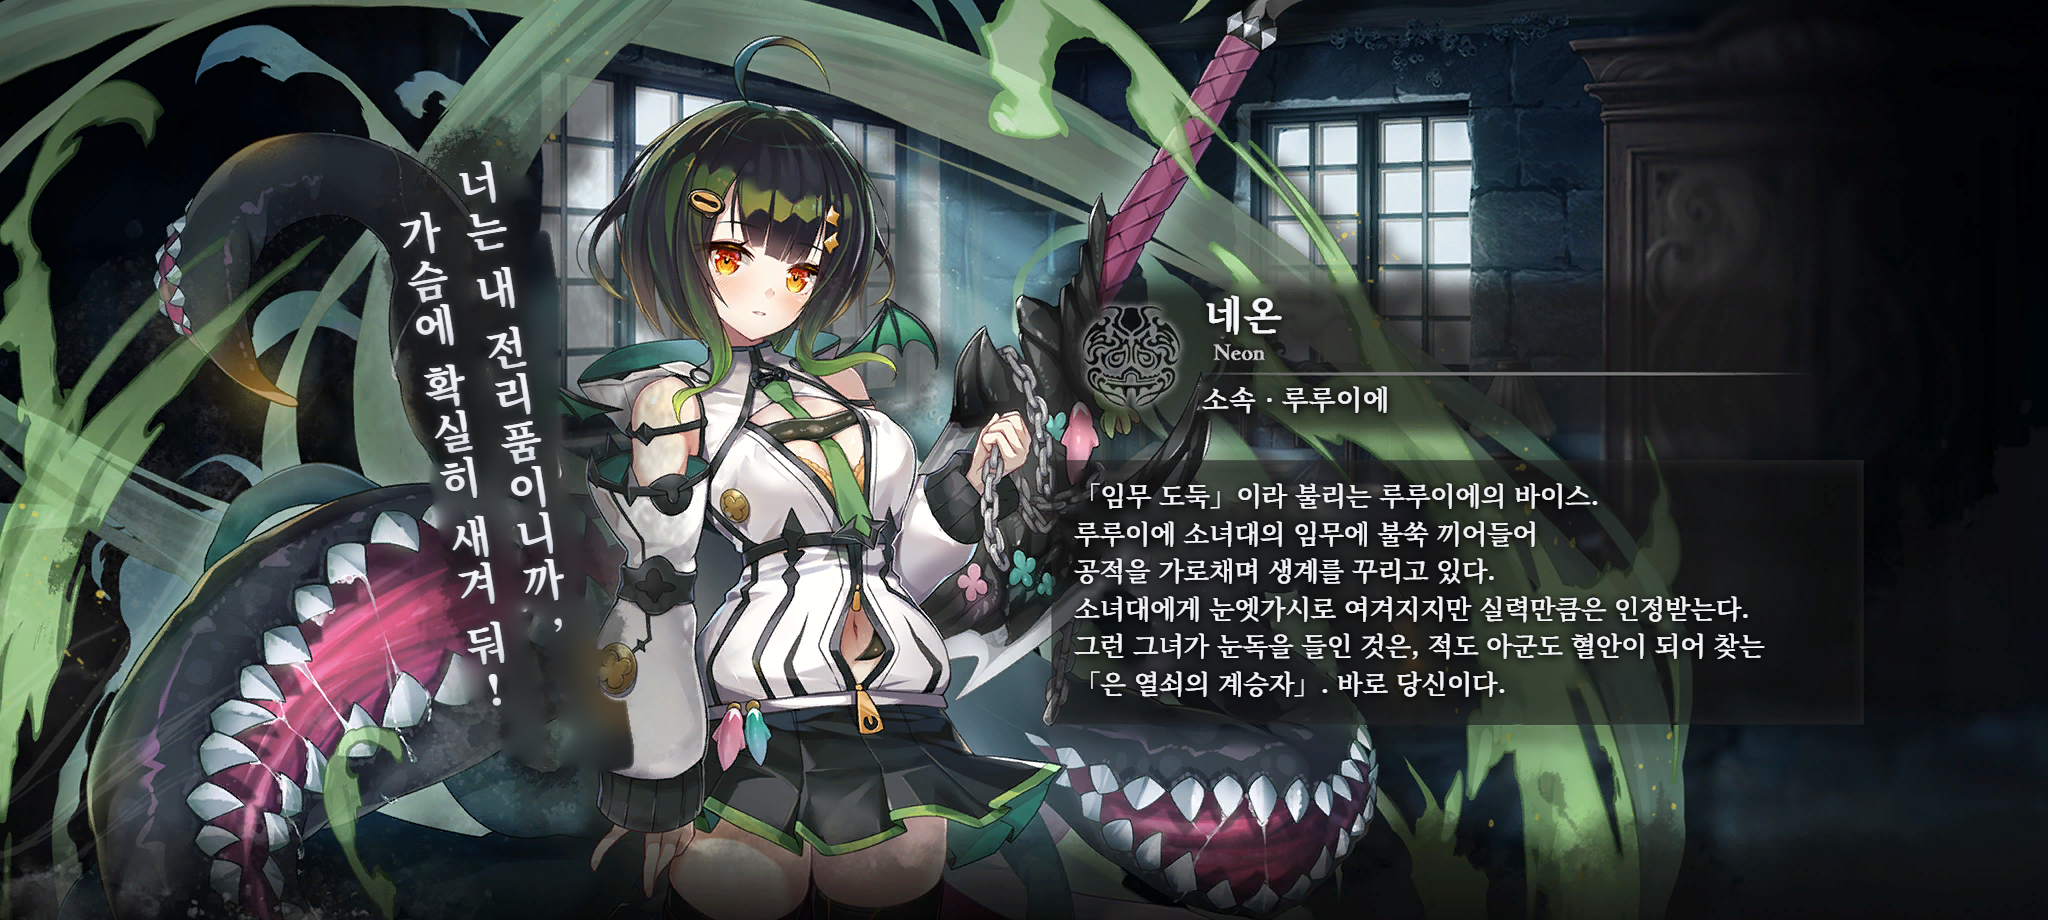 너는 내 전리품이니까,
가슴에 확실히 새겨 둬!
네온
Neon
소속 · 루루이에
「임무 도둑」이라 불리는 루루이에의 바이스.
루루이에 소녀대의 임무에 불쑥 끼어들어
공적을 가로채며 생계를 꾸리고 있다.
소녀대에게 눈엣가시로 여겨지지만 실력만큼은 인정받는다.
그런 그녀가 눈독을 들인 것은, 적도 아군도 혈안이 되어 찾는
「은 열쇠의 계승자」. 바로 당신이다.